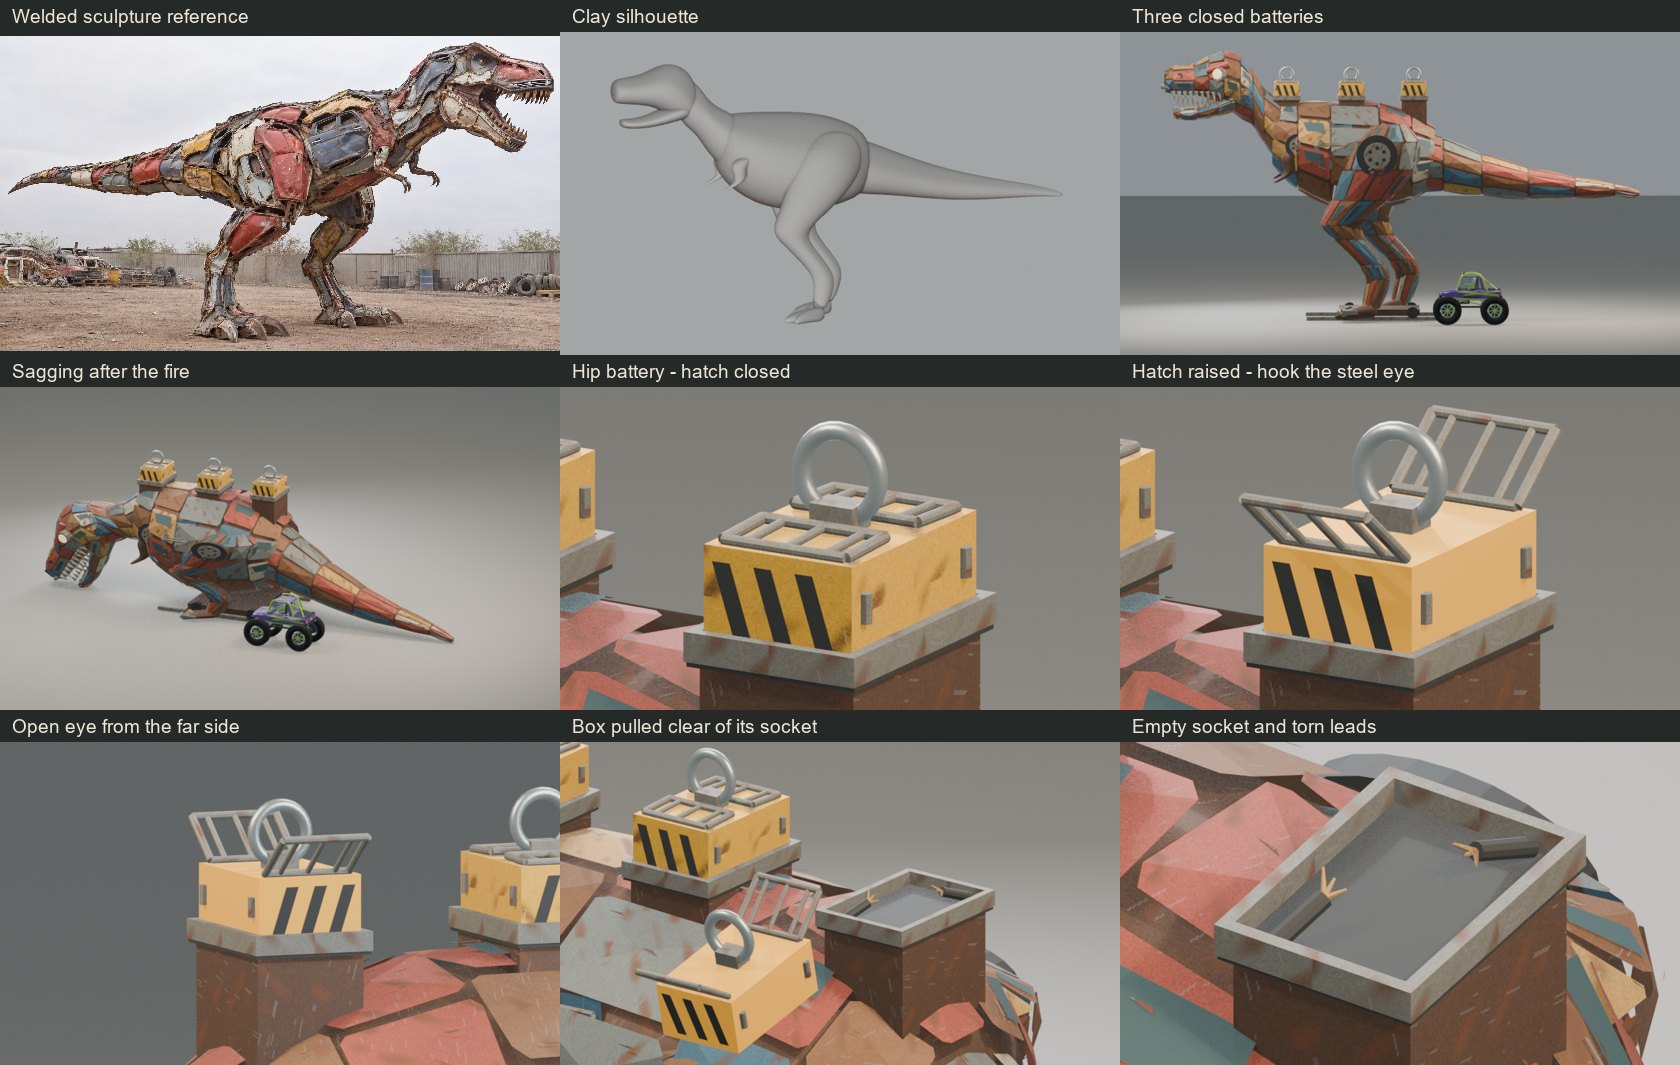 Welded sculpture reference
Clay silhouette
Three closed batteries
Sagging after the fire
Hip battery - hatch closed
Hatch raised - hook the steel eye
Open eye from the far side
Box pulled clear of its socket
Empty socket and torn leads